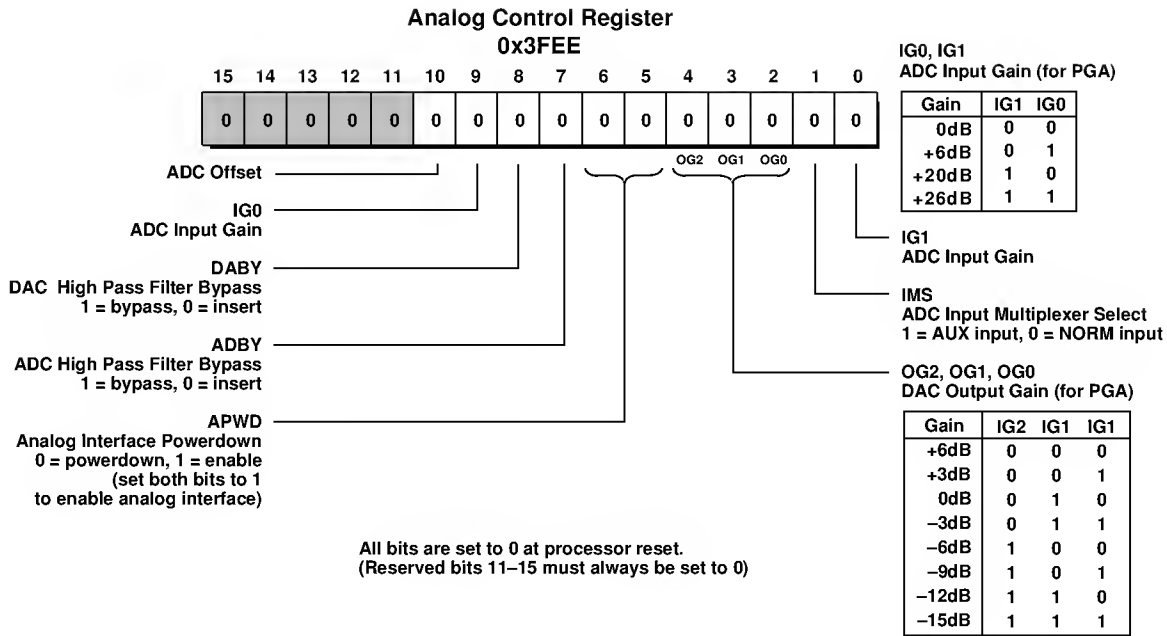 Analog Control Register
0x3FEE
15 14 13 12 11 10 9 8 7 6 5 4 3 2 1 0
0 0 0 0 0 0 0 0 0 0 0 0 0 0 0 0
OG2 OG1 OG0
ADC Offset
IG0
ADC Input Gain
DABY
DAC High Pass Filter Bypass
1 = bypass, 0 = insert
ADBY
ADC High Pass Filter Bypass
1 = bypass, 0 = insert
APWD
Analog Interface Powerdown
0 = powerdown, 1 = enable
(set both bits to 1
to enable analog interface)
All bits are set to 0 at processor reset.
(Reserved bits 11–15 must always be set to 0)
IG0, IG1
ADC Input Gain (for PGA)
Gain IG1 IG0
0dB 0 0
+6dB 0 1
+20dB 1 0
+26dB 1 1
IG1
ADC Input Gain
IMS
ADC Input Multiplexer Select
1 = AUX input, 0 = NORM input
OG2, OG1, OG0
DAC Output Gain (for PGA)
Gain IG2 IG1 IG1
+6dB 0 0 0
+3dB 0 0 1
0dB 0 1 0
–3dB 0 1 1
–6dB 1 0 0
–9dB 1 0 1
–12dB 1 1 0
–15dB 1 1 1